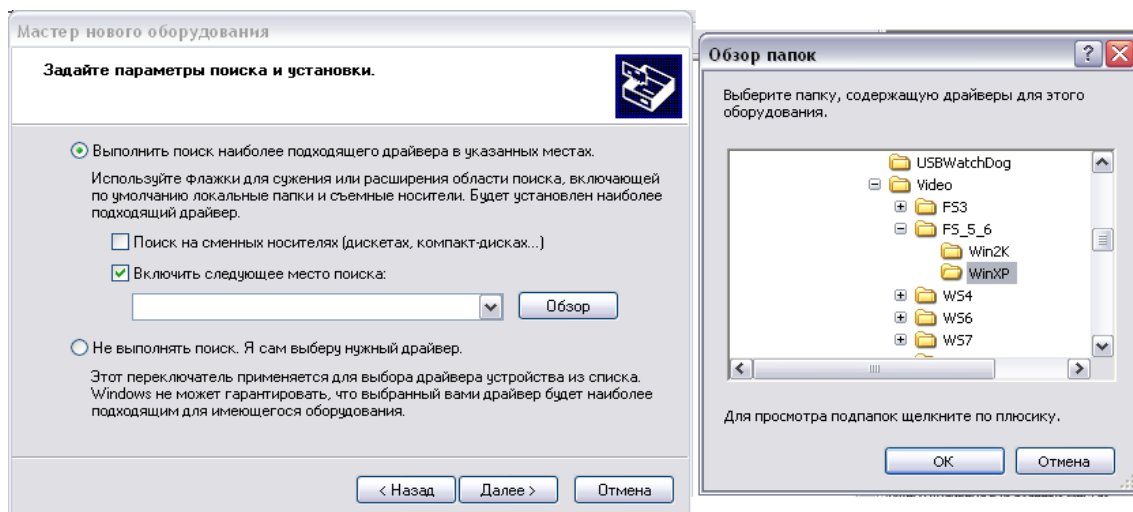 Мастер нового оборудования
Задайте параметры поиска и установки.
Выполнить поиск наиболее подходящего драйвера в указанных местах.
Используйте флажки для сужения или расширения области поиска, включающей
по умолчанию локальные папки и съемные носители. Будет установлен наиболее
подходящий драйвер.
Поиск на сменных носителях (дискетах, компакт-дисках...)
Включить следующее место поиска:
Обзор
Не выполнять поиск. Я сам выберу нужный драйвер.
Этот переключатель применяется для выбора драйвера устройства из списка.
Windows не может гарантировать, что выбранный вами драйвер будет наиболее
подходящим для имеющегося оборудования.
< Назад
Далее >
Отмена
Обзор папок
Выберите папку, содержащую драйверы для этого
оборудования.
USBWatchDog
Video
FS3
FS_5_6
Win2K
WinXP
WS4
WS6
WS7
Для просмотра подпапок щелкните по плюсику.
OK
Отмена